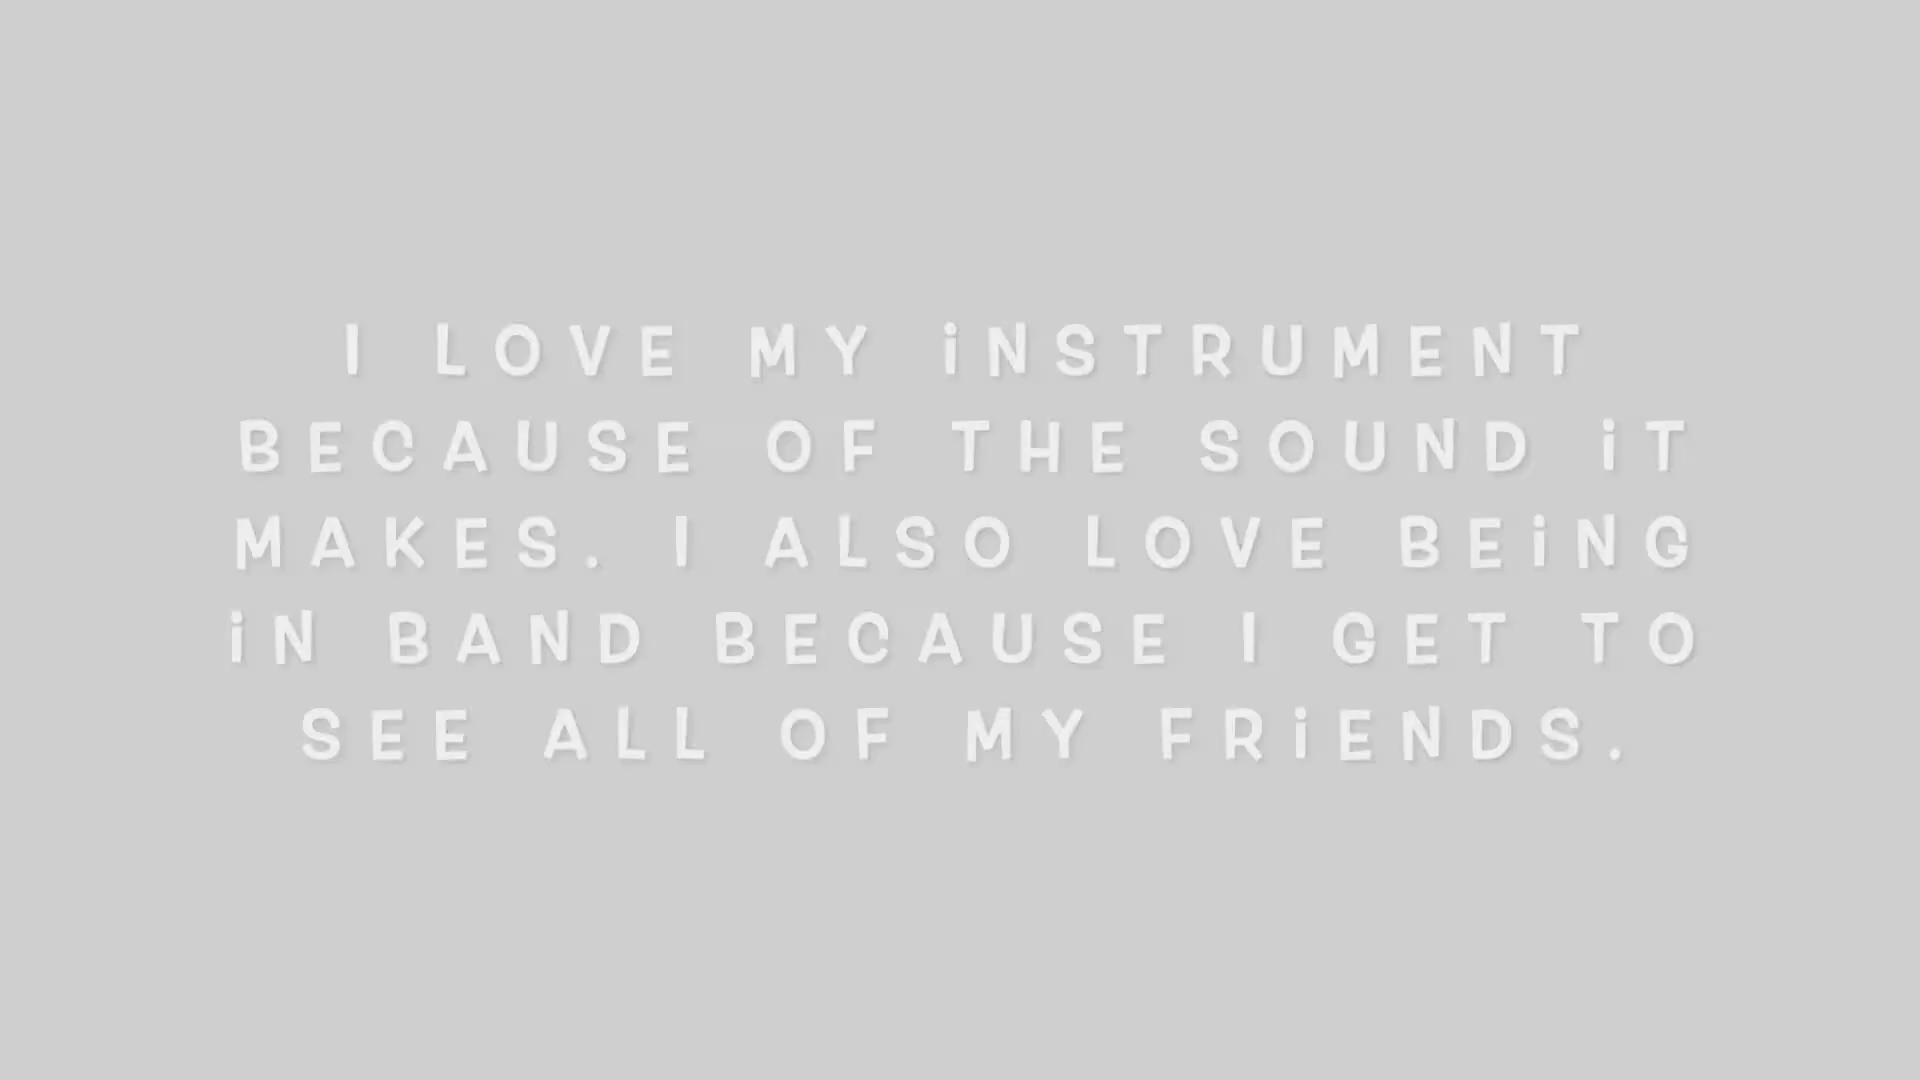 I LOVE MY iNSTRUMENT
BECAUSE OF THE SOUND iT
MAKES. I ALSO LOVE BEiNG
iN BAND BECAUSE I GET TO
SEE ALL OF MY FRiENDS.